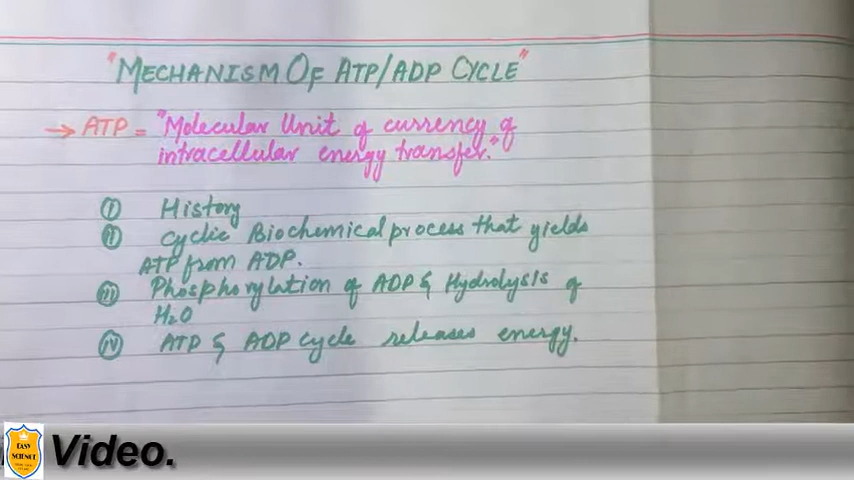 "MECHANISM OF ATP/ADP CYCLE"
→ ATP = "Molecular Unit of currency of
intracellular energy transfer."
(i) History
(ii) Cyclic Biochemical process that yields
ATP from ADP.
(iii) Phosphorylation of ADP & Hydrolysis of
H₂O
(iv) ATP & ADP cycle releases energy.
EASY
SCIENCE
Video.